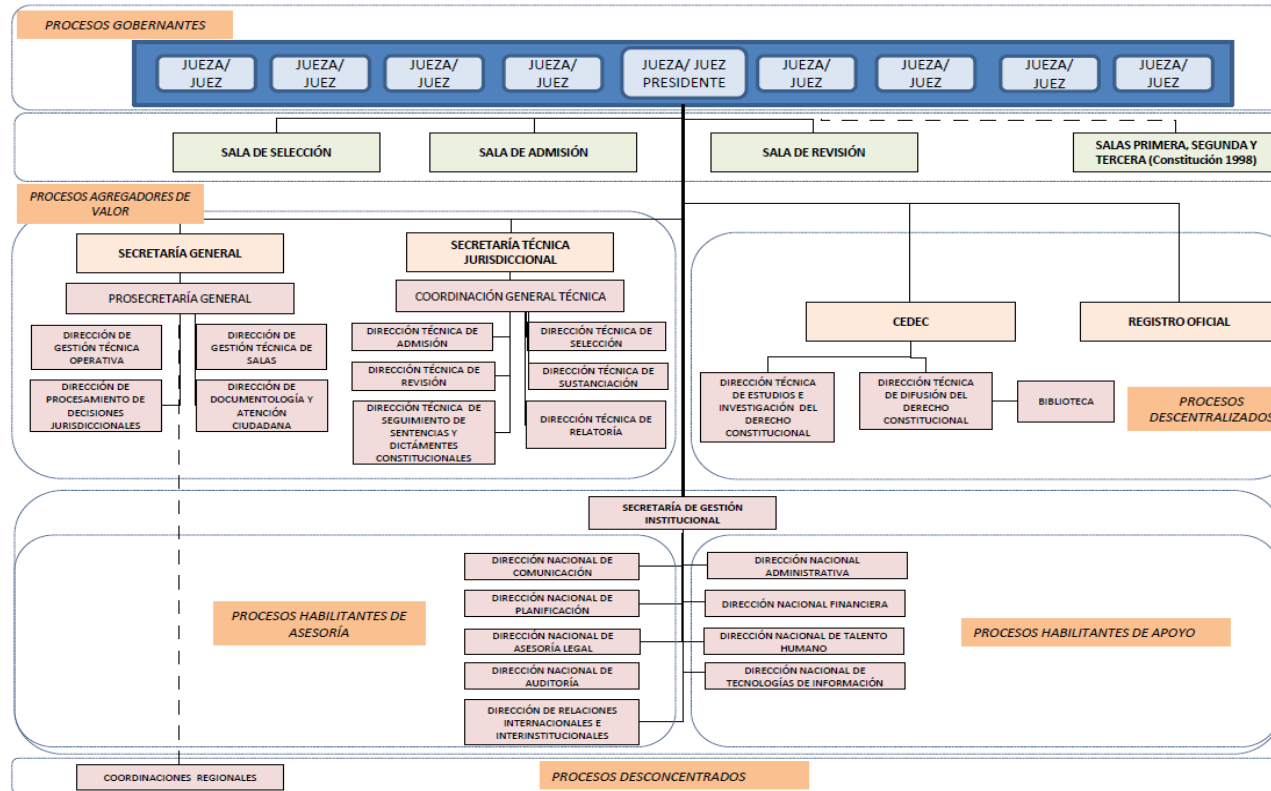 PROCESOS GOBERNANTES
JUEZA/
JUEZ
JUEZA/
JUEZ
JUEZA/
JUEZ
JUEZA/
JUEZ
JUEZA/ JUEZ
PRESIDENTE
JUEZA/
JUEZ
JUEZA/
JUEZ
JUEZA/
JUEZ
JUEZA/
JUEZ
SALA DE SELECCIÓN
SALA DE ADMISIÓN
SALA DE REVISIÓN
SALAS PRIMERA, SEGUNDA Y
TERCERA (Constitución 1998)
PROCESOS AGREGADORES DE
VALOR
SECRETARÍA GENERAL
PROSECRETARÍA GENERAL
DIRECCIÓN DE
GESTIÓN TÉCNICA
OPERATIVA
DIRECCIÓN DE
GESTIÓN TÉCNICA DE
SALAS
DIRECCIÓN DE
PROCESAMIENTO DE
DECISIONES
JURISDICCIONALES
DIRECCIÓN DE
DOCUMENTOLOGÍA Y
ATENCIÓN
CIUDADANA
SECRETARÍA TÉCNICA
JURISDICCIONAL
COORDINACIÓN GENERAL TÉCNICA
DIRECCIÓN TÉCNICA DE
ADMISIÓN
DIRECCIÓN TÉCNICA DE
SELECCIÓN
DIRECCIÓN TÉCNICA DE
REVISIÓN
DIRECCIÓN TÉCNICA DE
SUSTANCIACIÓN
DIRECCIÓN TÉCNICA DE
SEGUIMIENTO DE
SENTENCIAS Y
DICTÁMENTES
CONSTITUCIONALES
DIRECCIÓN TÉCNICA DE
RELATORÍA
CEDEC
REGISTRO OFICIAL
DIRECCIÓN TÉCNICA
DE ESTUDIOS E
INVESTIGACIÓN DEL
DERECHO
CONSTITUCIONAL
DIRECCIÓN TÉCNICA
DE DIFUSIÓN DEL
DERECHO
CONSTITUCIONAL
BIBLIOTECA
PROCESOS
DESCENTRALIZADOS
SECRETARÍA DE GESTIÓN
INSTITUCIONAL
PROCESOS HABILITANTES DE
ASESORÍA
DIRECCIÓN NACIONAL DE
COMUNICACIÓN
DIRECCIÓN NACIONAL DE
PLANIFICACIÓN
DIRECCIÓN NACIONAL DE
ASESORÍA LEGAL
DIRECCIÓN NACIONAL DE
AUDITORÍA
DIRECCIÓN DE RELACIONES
INTERNACIONALES E
INTERINSTITUCIONALES
DIRECCIÓN NACIONAL
ADMINISTRATIVA
DIRECCIÓN NACIONAL FINANCIERA
DIRECCIÓN NACIONAL DE TALENTO
HUMANO
DIRECCIÓN NACIONAL DE
TECNOLOGÍAS DE INFORMACIÓN
PROCESOS HABILITANTES DE APOYO
COORDINACIONES REGIONALES
PROCESOS DESCONCENTRADOS